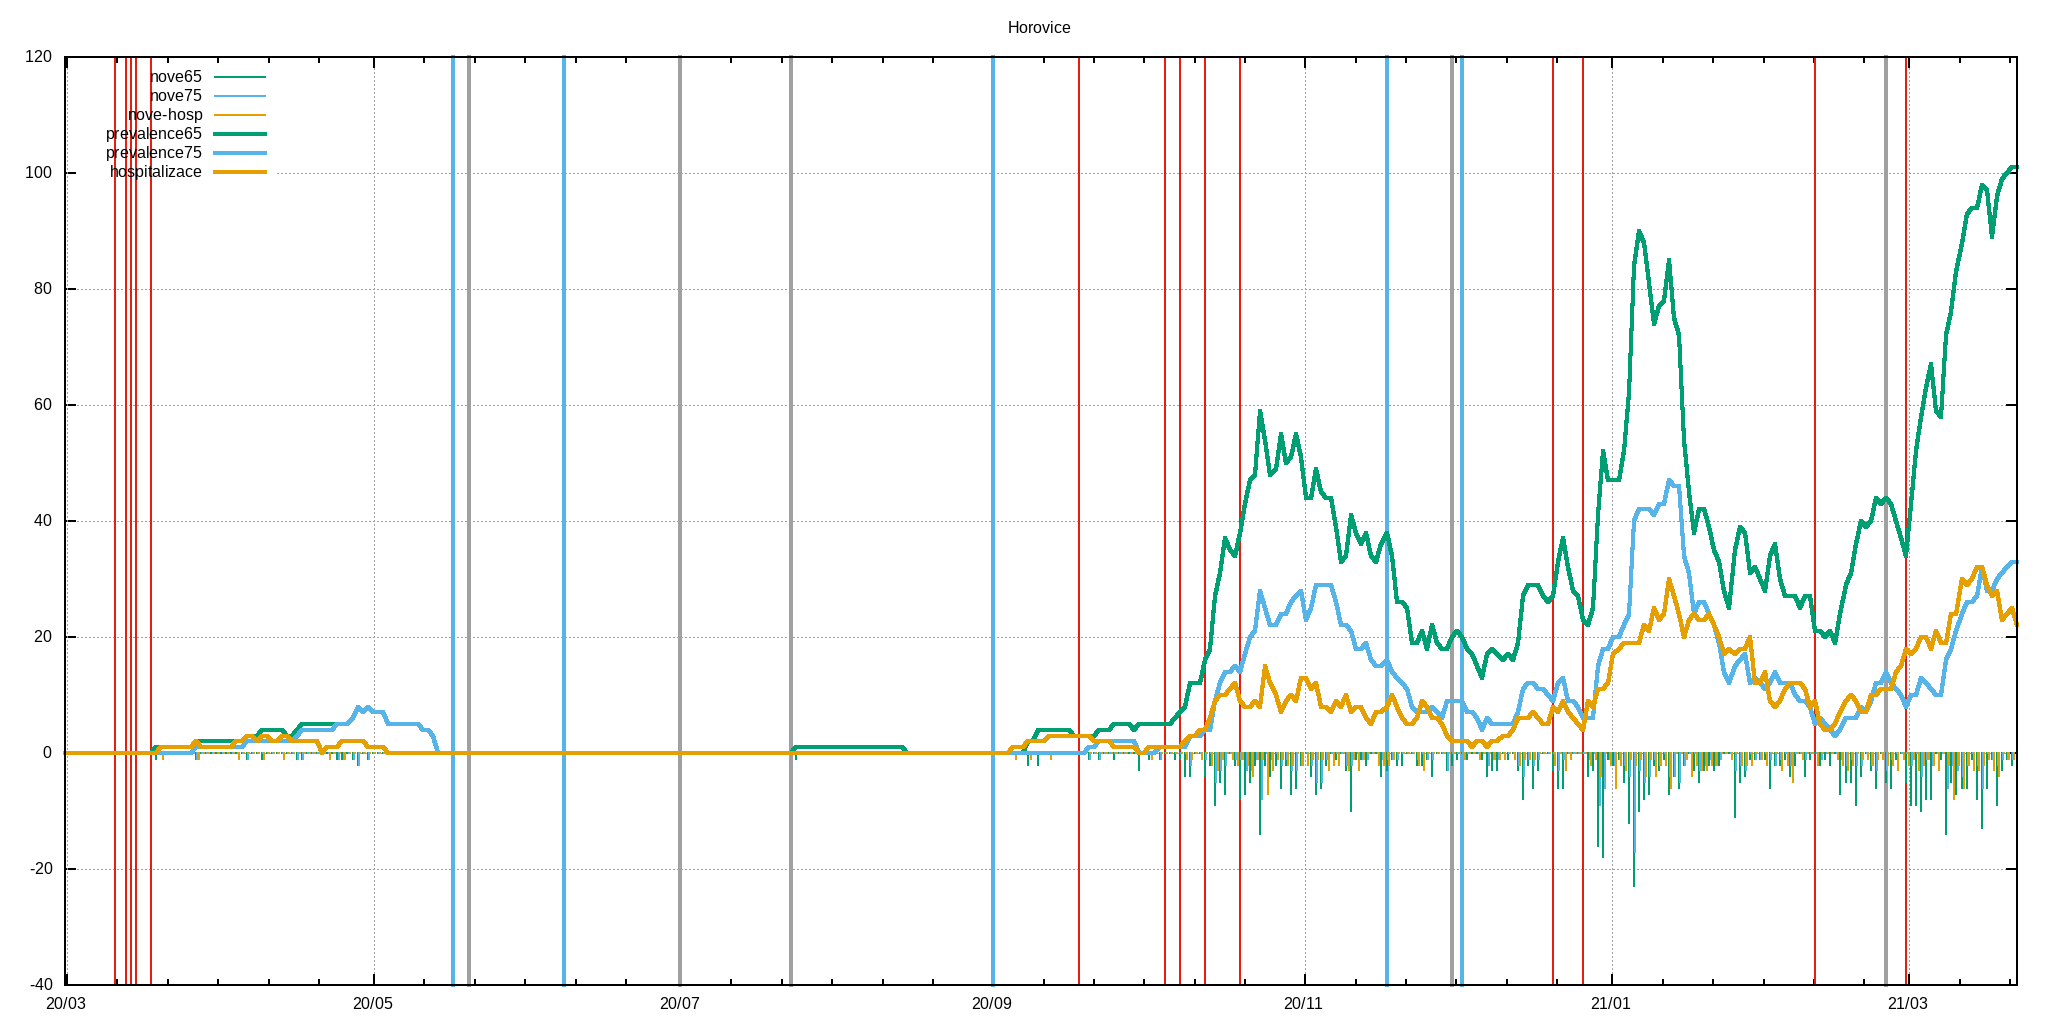 Horovice
120
100
80
60
40
20
0
-20
-40
nove65
nove75
nove-hosp
prevalence65
prevalence75
hospitalizace
20/03 20/05 20/07 20/09 20/11 21/01 21/03